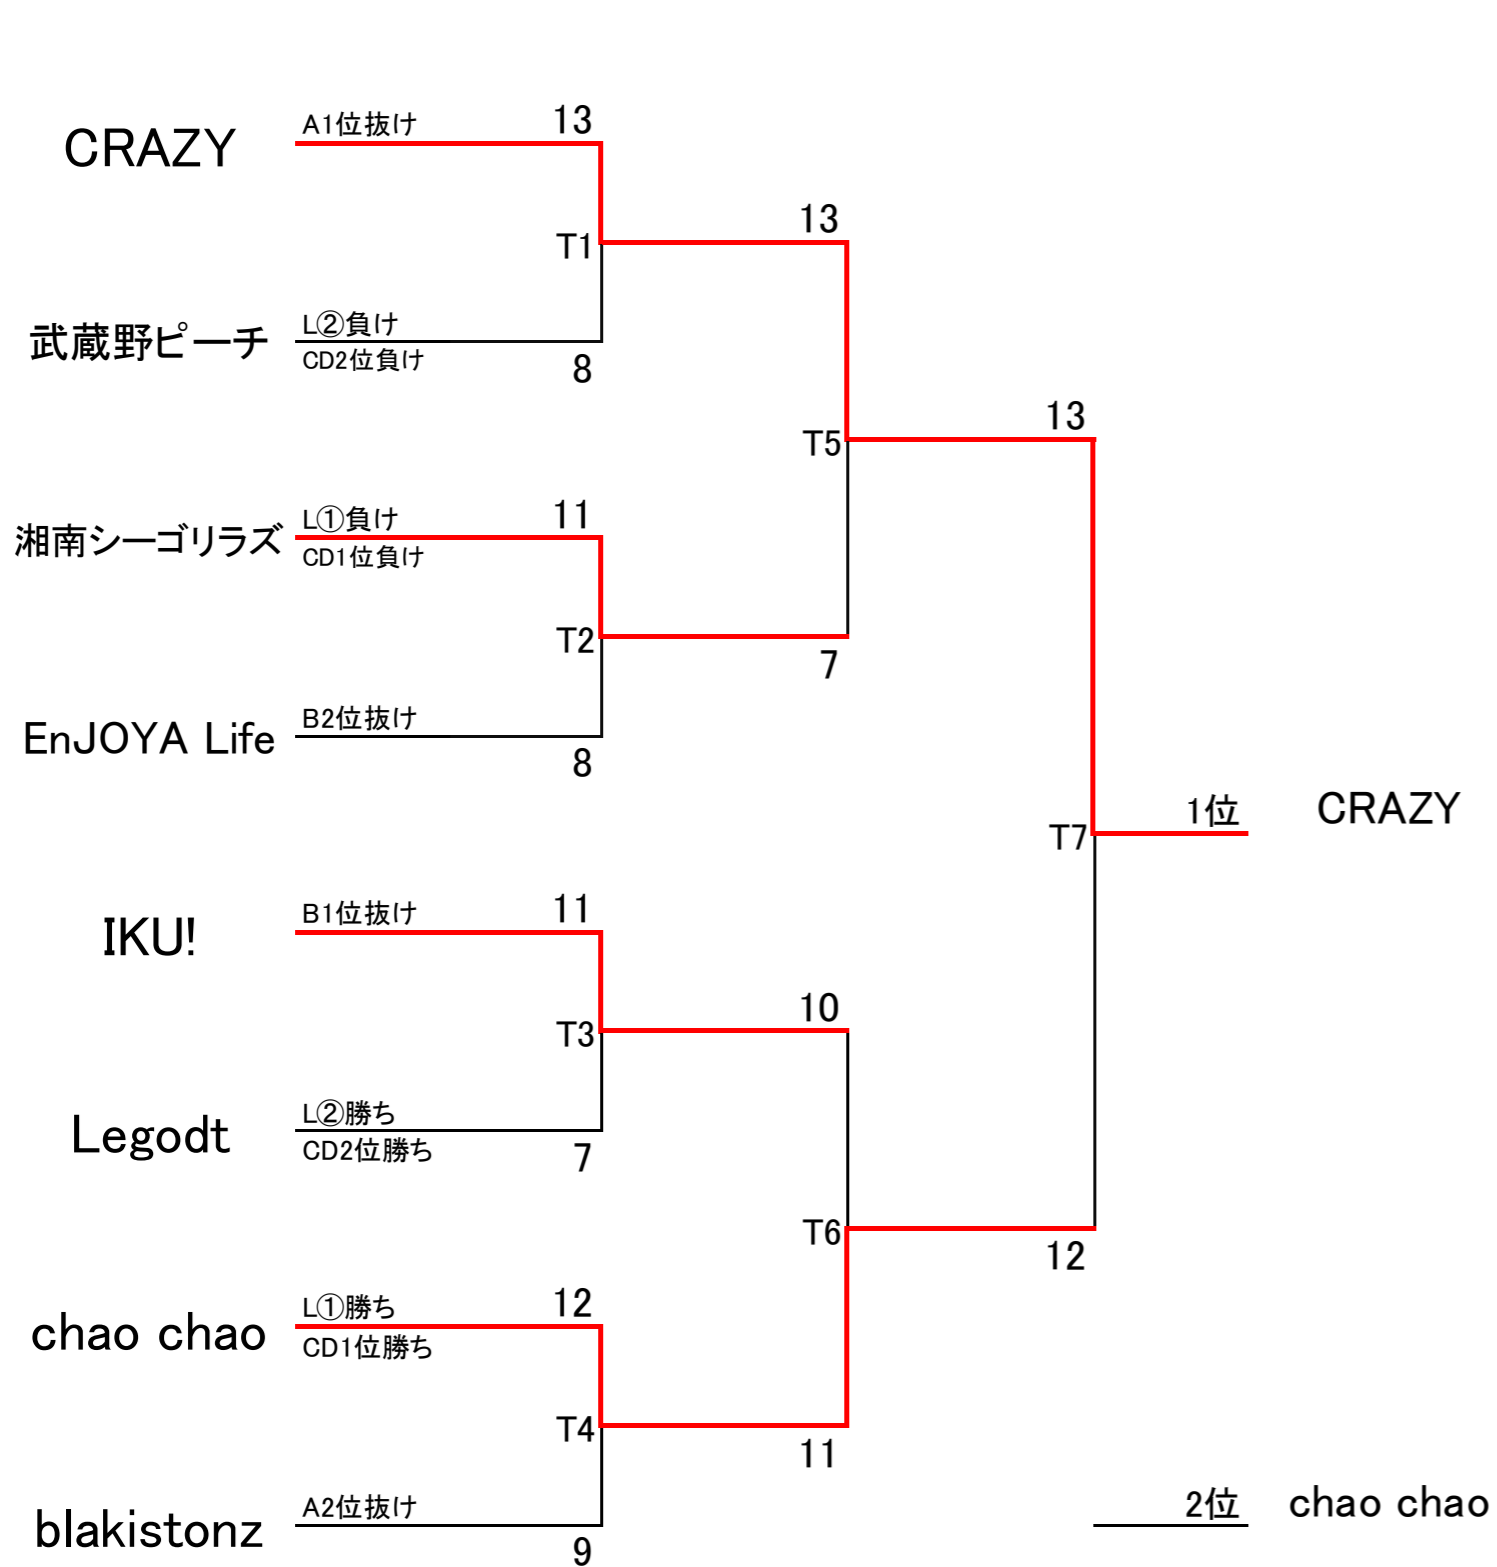 A1位抜け
13
CRAZY
13
T1
L②負け
武蔵野ピーチ
CD2位負け
8
13
T5
L①負け
11
湘南シーゴリラズ
CD1位負け
T2
7
B2位抜け
EnJOYA Life
8
1位
CRAZY
T7
B1位抜け
11
IKU!
10
T3
L②勝ち
Legodt
CD2位勝ち
7
T6
12
L①勝ち
12
chao chao
CD1位勝ち
T4
11
A2位抜け
2位
chao chao
blakistonz
9